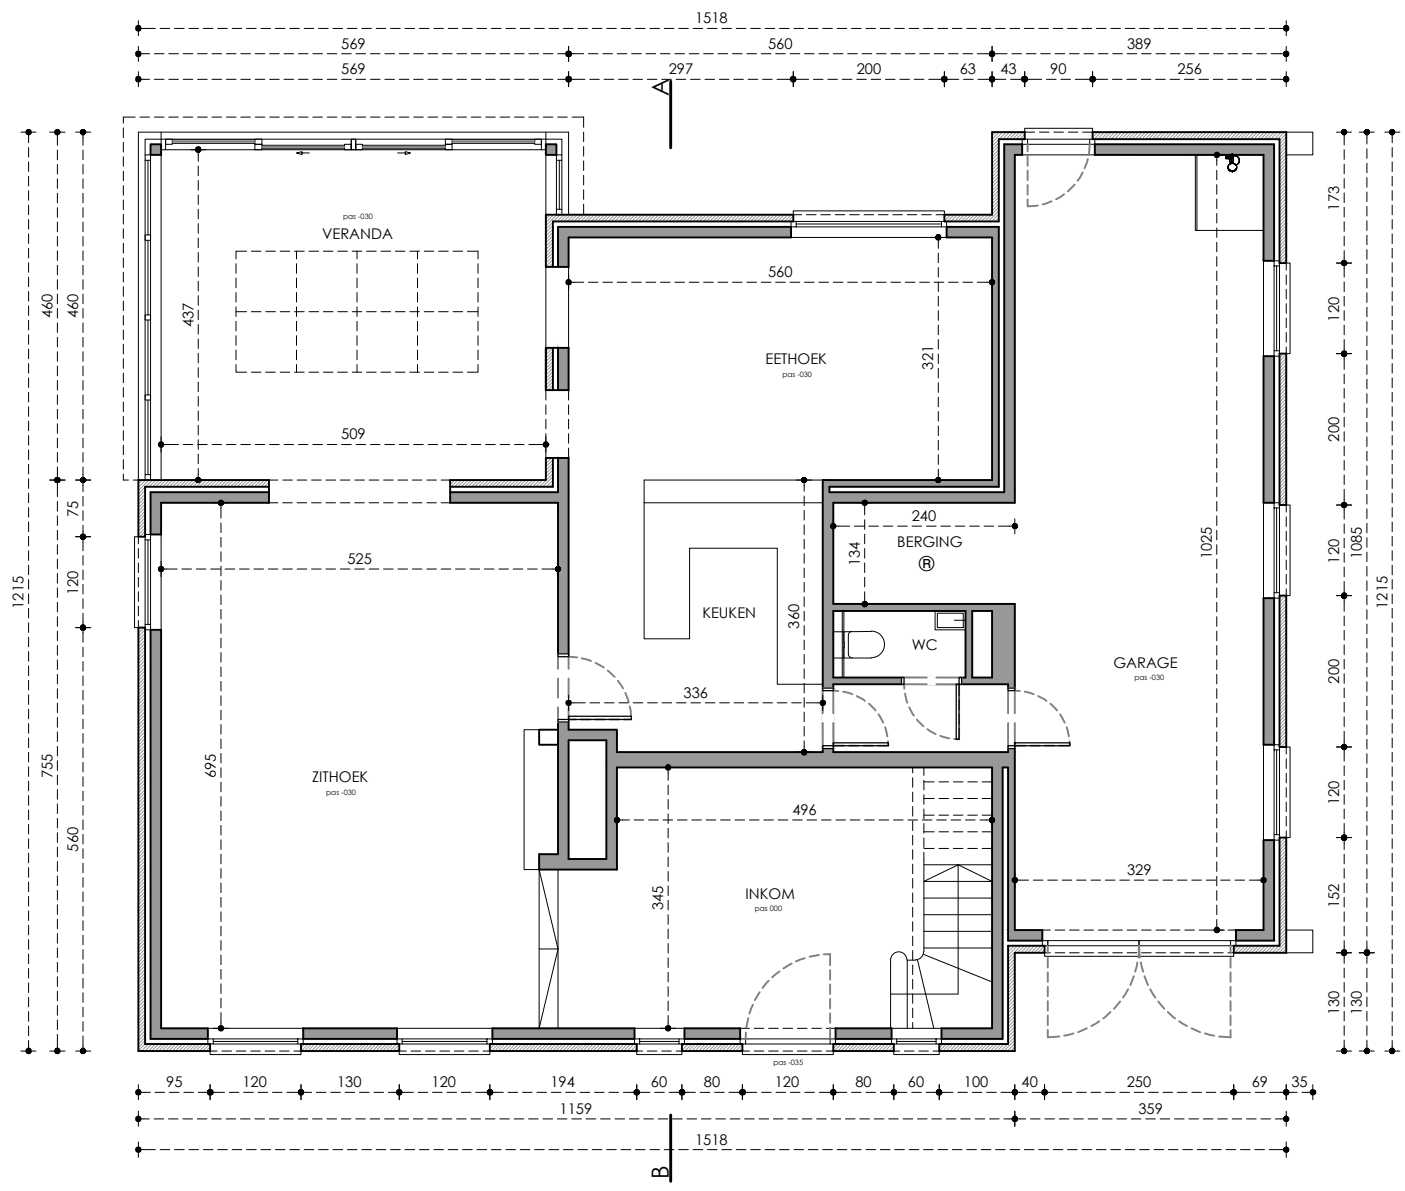 1518
569 560 389
569 297 200 63 43 90 256
A
pas -030
VERANDA
437
509
560
321
EETHOEK
pas -030
173
120
200
120
200
120
152
130
1085
130
1215
460
460
75
120
560
755
1215
525
695
ZITHOEK
pas -030
KEUKEN
360
336
240
134
BERGING
R
WC
1025
GARAGE
pas -030
329
496
345
INKOM
pas 000
pas -035
95 120 130 120 194 60 80 120 80 60 100 40 250 69 35
1159 359
1518
B